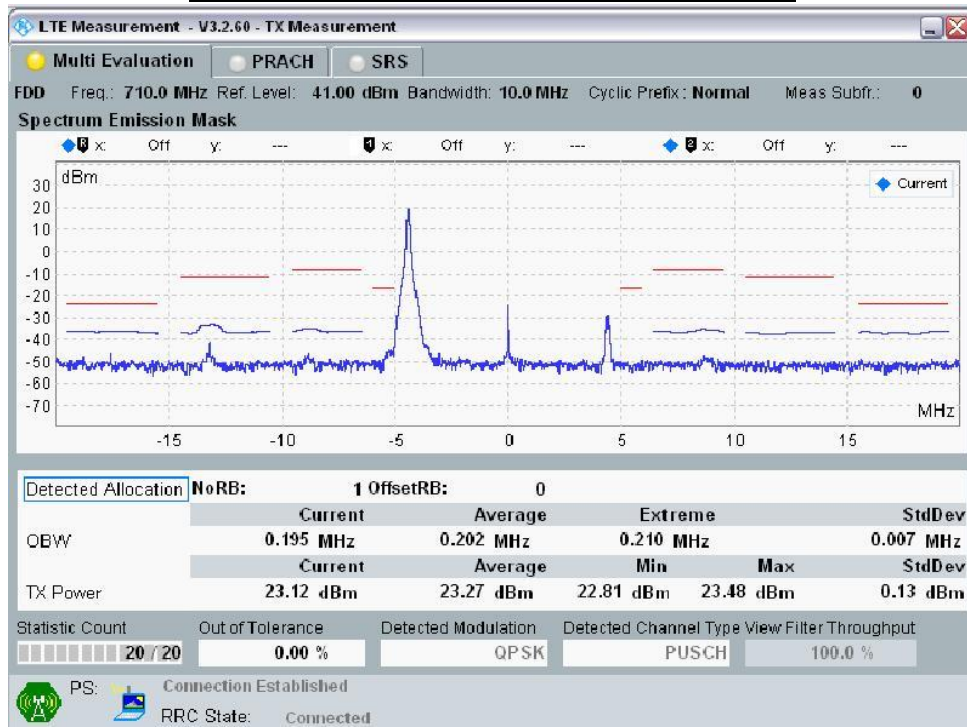 LTE Measurement - V3.2.60 - TX Measurement
Multi Evaluation PRACH SRS
FDD Freq.: 710.0 MHz Ref. Level: 41.00 dBm Bandwidth: 10.0 MHz Cyclic Prefix: Normal Meas Subfr.: 0
Spectrum Emission Mask
R x: Off y: --- 1 x: Off y: --- 2 x: Off y: ---
dBm
Current
30
20
10
0
-10
-20
-30
-40
-50
-60
-70
MHz
-15 -10 -5 0 5 10 15
Detected Allocation NoRB: 1 OffsetRB: 0
Current Average Extreme StdDev
OBW 0.195 MHz 0.202 MHz 0.210 MHz 0.007 MHz
Current Average Min Max StdDev
TX Power 23.12 dBm 23.27 dBm 22.81 dBm 23.48 dBm 0.13 dBm
Statistic Count Out of Tolerance Detected Modulation Detected Channel Type View Filter Throughput
20 / 20 0.00 % QPSK PUSCH 100.0 %
PS: Connection Established
RRC State: Connected